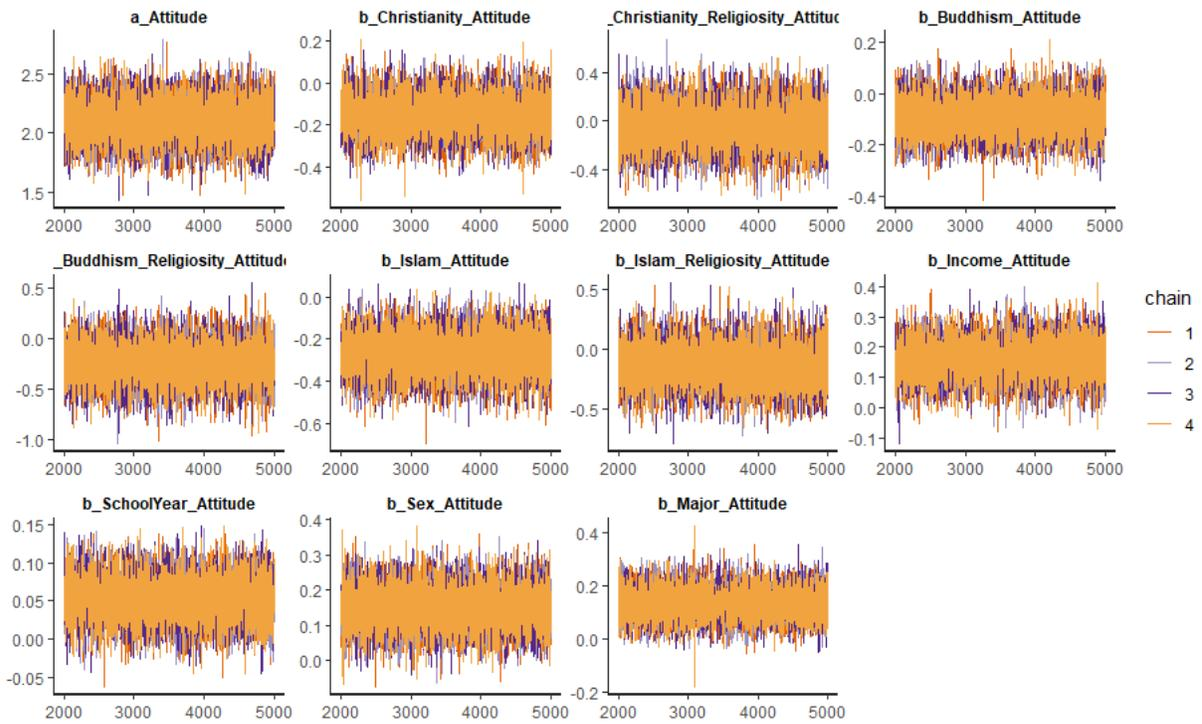 a_Attitude
b_Christianity_Attitude
_Christianity_Religiosity_Attituc
b_Buddhism_Attitude
2.5
2.0
1.5
0.2
0.0
-0.2
-0.4
0.4
0.0
-0.4
0.2
0.0
-0.2
-0.4
2000 3000 4000 5000
2000 3000 4000 5000
2000 3000 4000 5000
2000 3000 4000 5000
_Buddhism_Religiosity_Attitude
b_Islam_Attitude
b_Islam_Religiosity_Attitude
b_Income_Attitude
0.5
0.0
-0.5
-1.0
0.0
-0.2
-0.4
-0.6
0.5
0.0
-0.5
0.4
0.3
0.2
0.1
0.0
-0.1
2000 3000 4000 5000
2000 3000 4000 5000
2000 3000 4000 5000
2000 3000 4000 5000
chain
1
2
3
4
b_SchoolYear_Attitude
b_Sex_Attitude
b_Major_Attitude
0.15
0.10
0.05
0.00
-0.05
0.4
0.3
0.2
0.1
0.0
0.4
0.2
0.0
-0.2
2000 3000 4000 5000
2000 3000 4000 5000
2000 3000 4000 5000